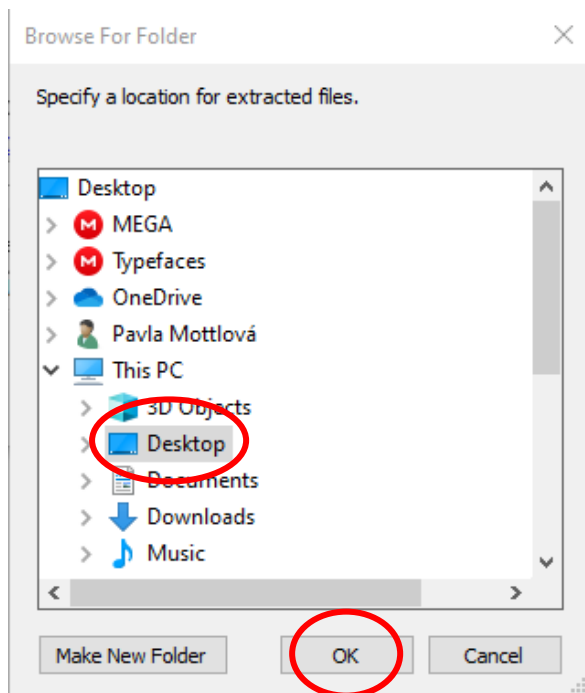 Browse For Folder
Specify a location for extracted files.
Desktop
MEGA
Typefaces
OneDrive
Pavla Mottlová
This PC
3D Objects
Desktop
Documents
Downloads
Music
Make New Folder OK Cancel